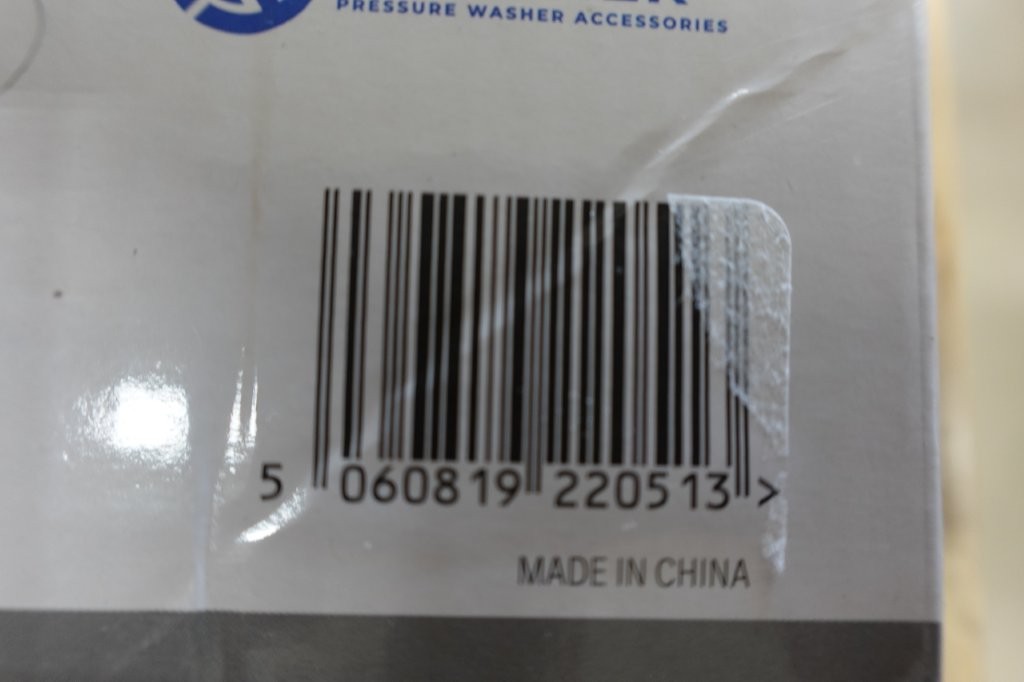 PRESSURE WASHER ACCESSORIES
5 060819 220513 >
MADE IN CHINA